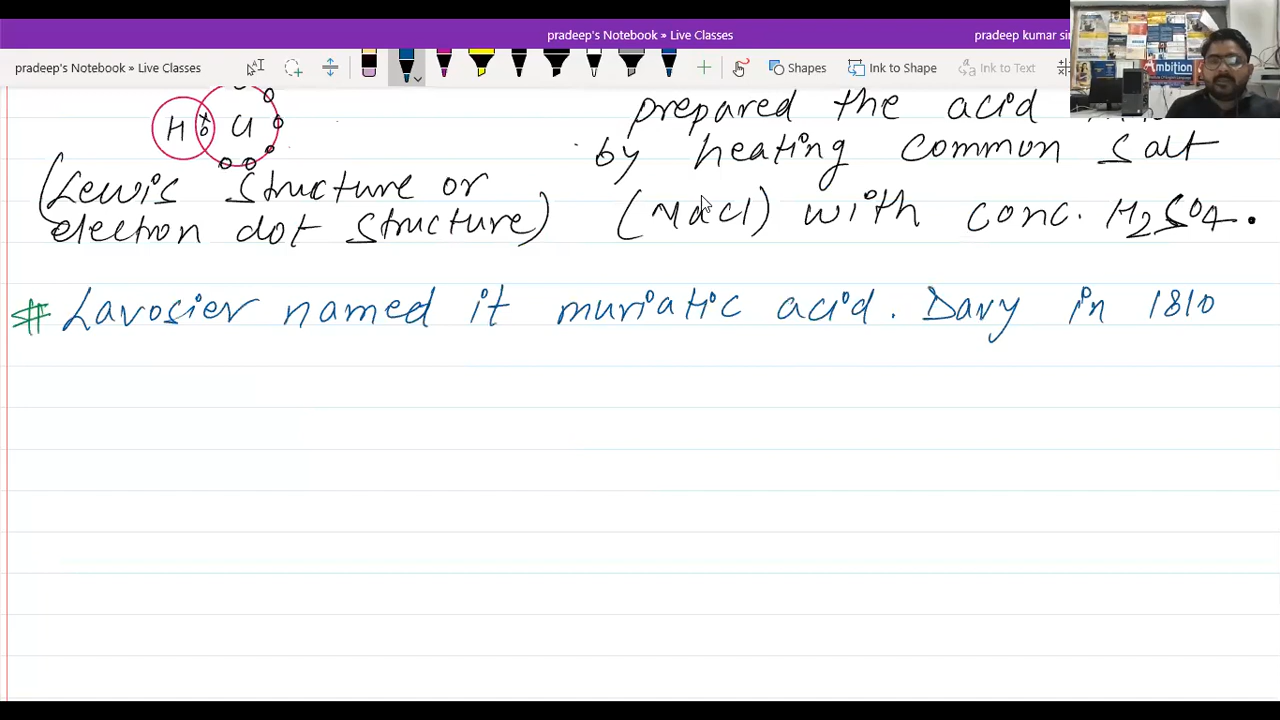 pradeep's Notebook » Live Classes
pradeep kumar sin
pradeep's Notebook » Live Classes
Shapes
Ink to Shape
Ink to Text
Ambition
H Cl
(Lewis structure or
electron dot structure)
prepared the acid
by heating common salt
(NaCl) with conc. H2SO4.
# Lavosier named it muriatic acid. Davy in 1810